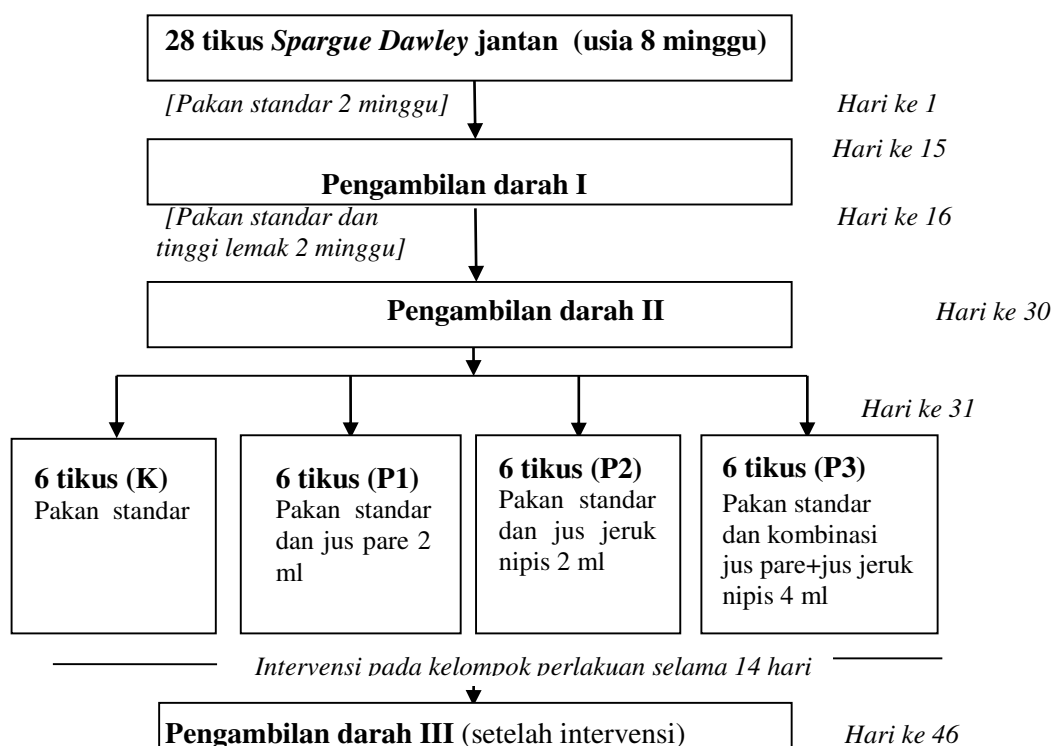 28 tikus Spargue Dawley jantan (usia 8 minggu)
[Pakan standar 2 minggu]
Hari ke 1
Hari ke 15
Pengambilan darah I
[Pakan standar dan
tinggi lemak 2 minggu]
Hari ke 16
Pengambilan darah II
Hari ke 30
Hari ke 31
6 tikus (K)
Pakan standar
6 tikus (P1)
Pakan standar
dan jus pare 2
ml
6 tikus (P2)
Pakan standar
dan jus jeruk
nipis 2 ml
6 tikus (P3)
Pakan standar
dan kombinasi
jus pare+jus jeruk
nipis 4 ml
Intervensi pada kelompok perlakuan selama 14 hari
Pengambilan darah III (setelah intervensi)
Hari ke 46